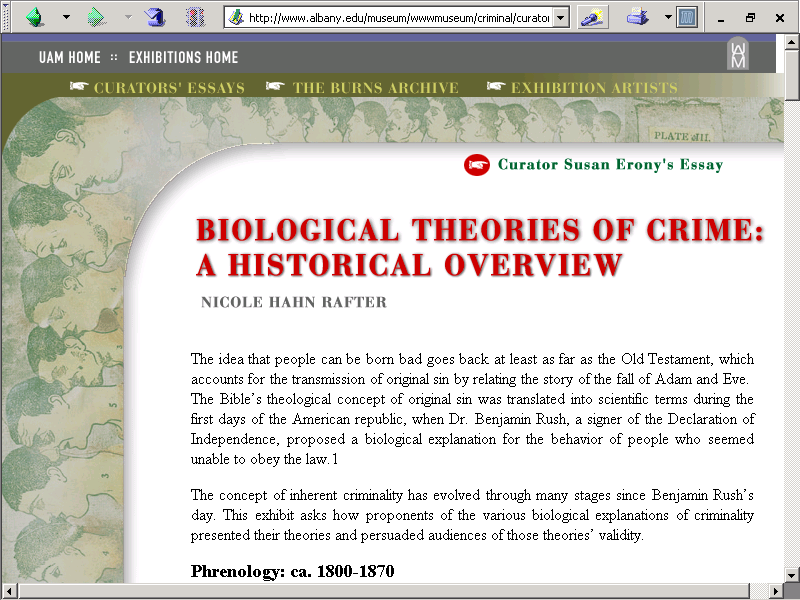 http://www.albany.edu/museum/wwwmuseum/criminal/curator
UAM HOME :: EXHIBITIONS HOME
CURATORS' ESSAYS THE BURNS ARCHIVE EXHIBITION ARTISTS
PLATE
Curator Susan Erony's Essay
BIOLOGICAL THEORIES OF CRIME:
A HISTORICAL OVERVIEW
NICOLE HAHN RAFTER
The idea that people can be born bad goes back at least as far as the Old Testament, which
accounts for the transmission of original sin by relating the story of the fall of Adam and Eve.
The Bible's theological concept of original sin was translated into scientific terms during the
first days of the American republic, when Dr. Benjamin Rush, a signer of the Declaration of
Independence, proposed a biological explanation for the behavior of people who seemed
unable to obey the law.1
The concept of inherent criminality has evolved through many stages since Benjamin Rush's
day. This exhibit asks how proponents of the various biological explanations of criminality
presented their theories and persuaded audiences of those theories' validity.
Phrenology: ca. 1800-1870